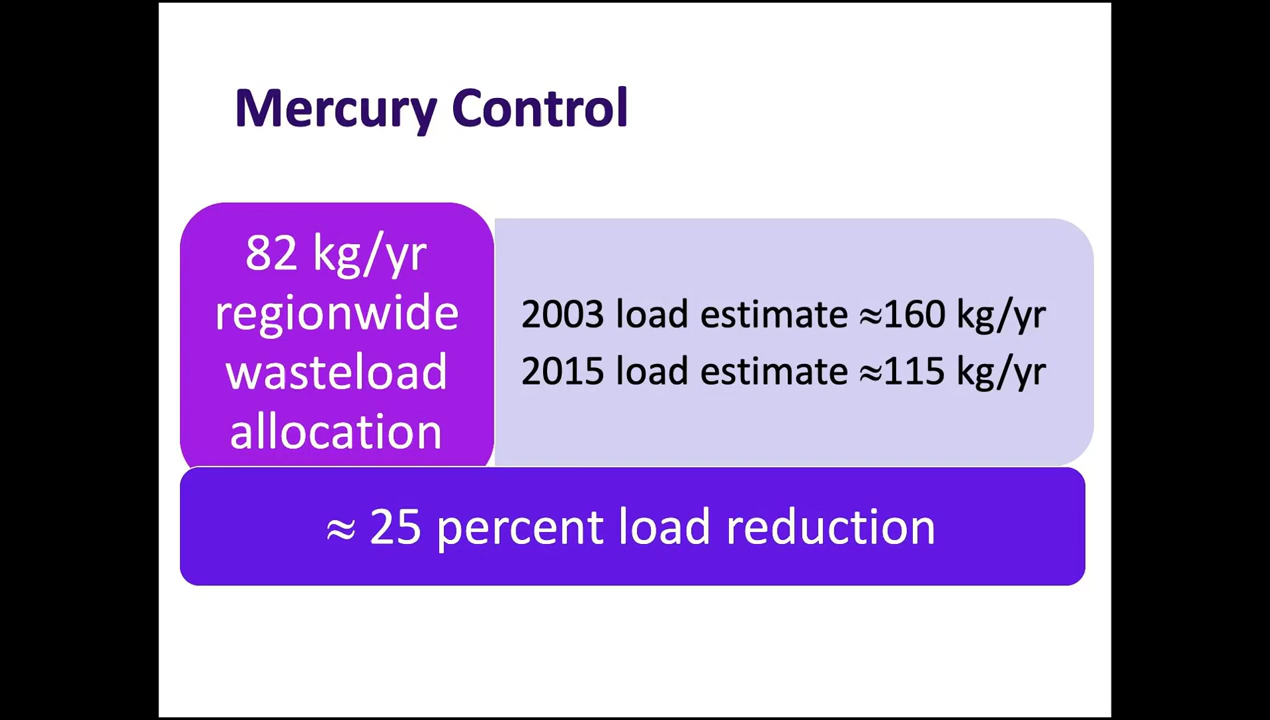 Mercury Control
82 kg/yr
regionwide
wasteload
allocation
2003 load estimate ≈160 kg/yr
2015 load estimate ≈115 kg/yr
≈ 25 percent load reduction